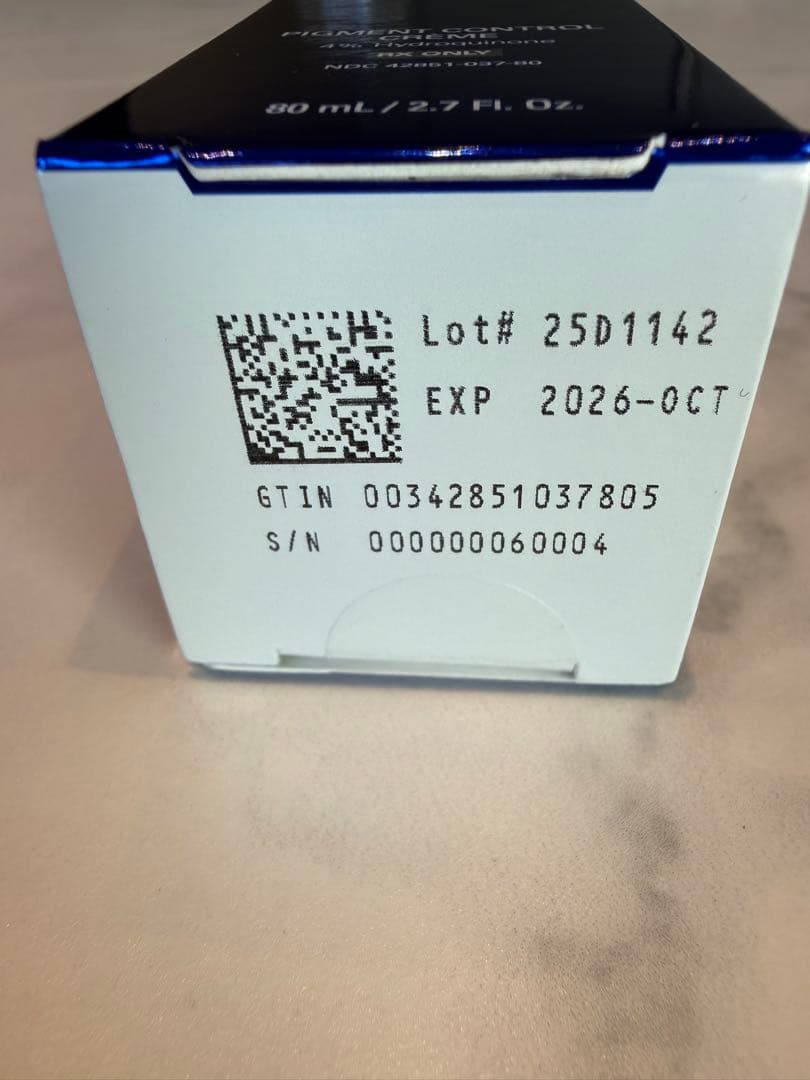 PIGMENT CONTROL
CRÈME
4% Hydroquinone
RX ONLY
NDC 42851-037-80
80 mL / 2.7 Fl. Oz.
Lot# 25D1142
EXP 2026-OCT
GTIN 00342851037805
S/N 000000060004